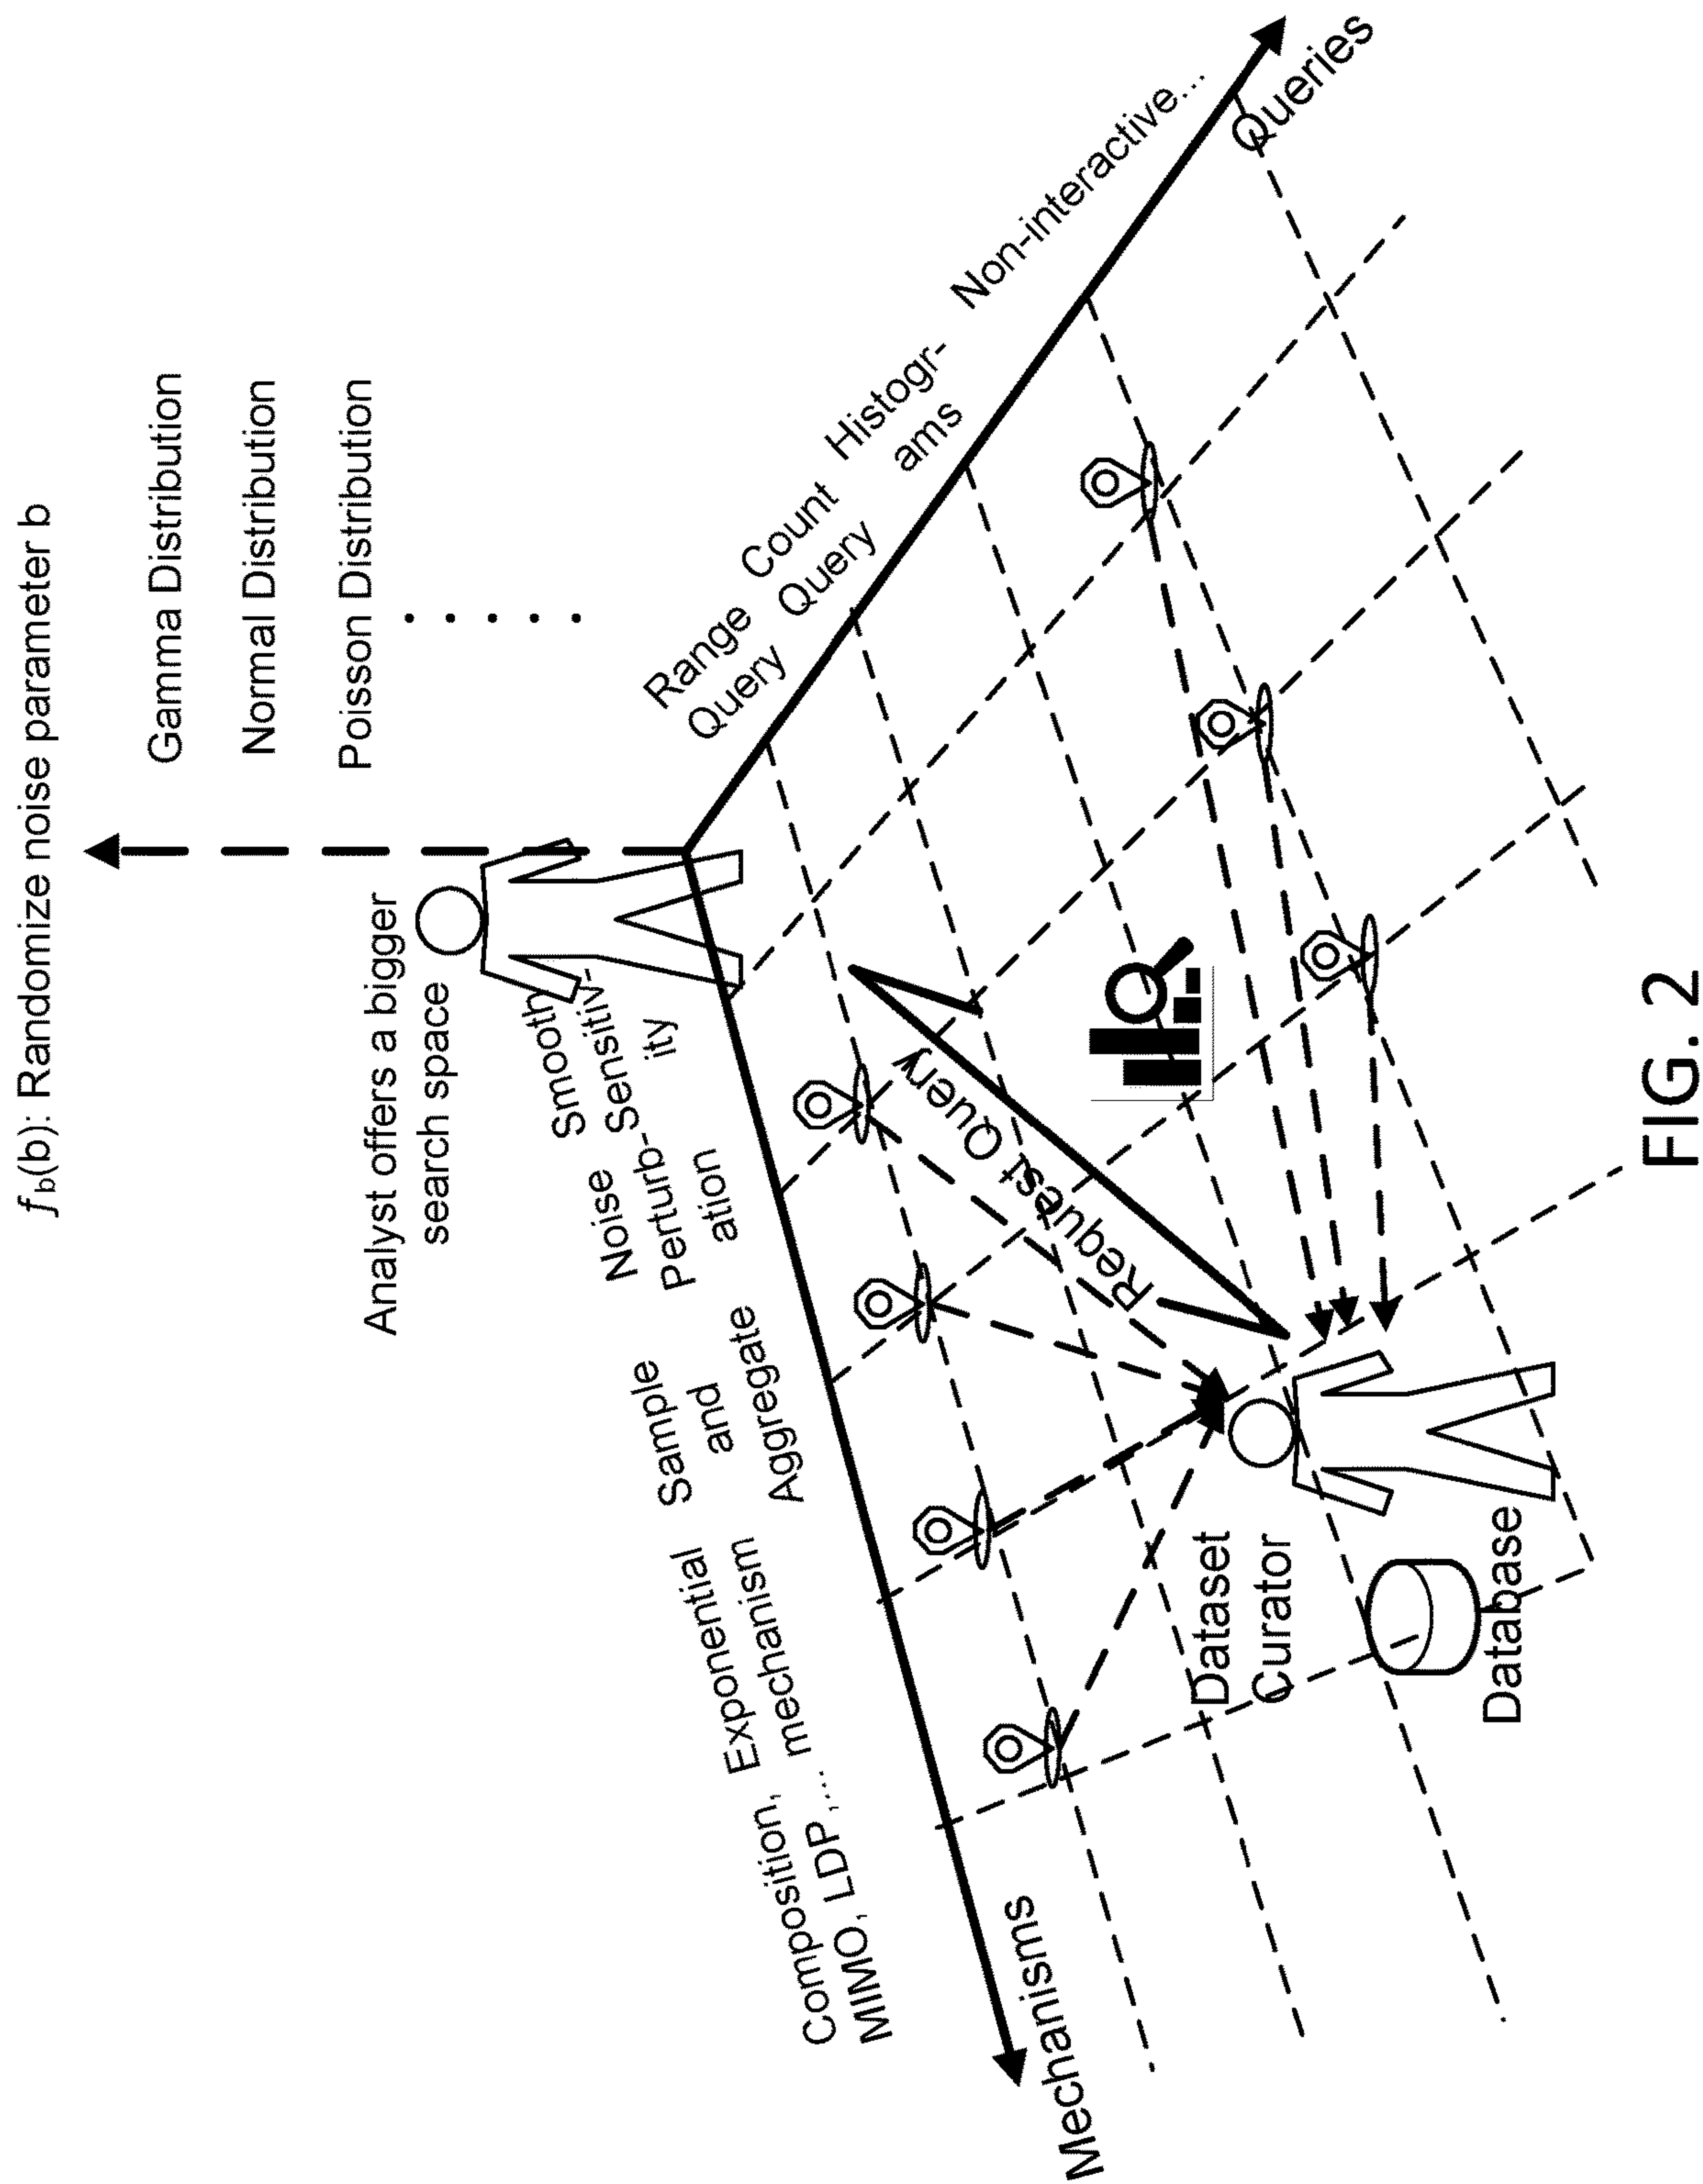 f_b(b): Randomize noise parameter b
Gamma Distribution
Normal Distribution
Poisson Distribution
.....
Analyst offers a bigger
search space
Smooth
Sensitiv-
ity
Noise
Perturb-
ation
Sample
and
Aggregate
Exponential
mechanism
Composition,
MIMO, LDP,...
Mechanisms
Range
Query
Count
Query
Histogr-
ams
Non-interactive...
Queries
Request Query
Dataset
Curator
Database
FIG. 2